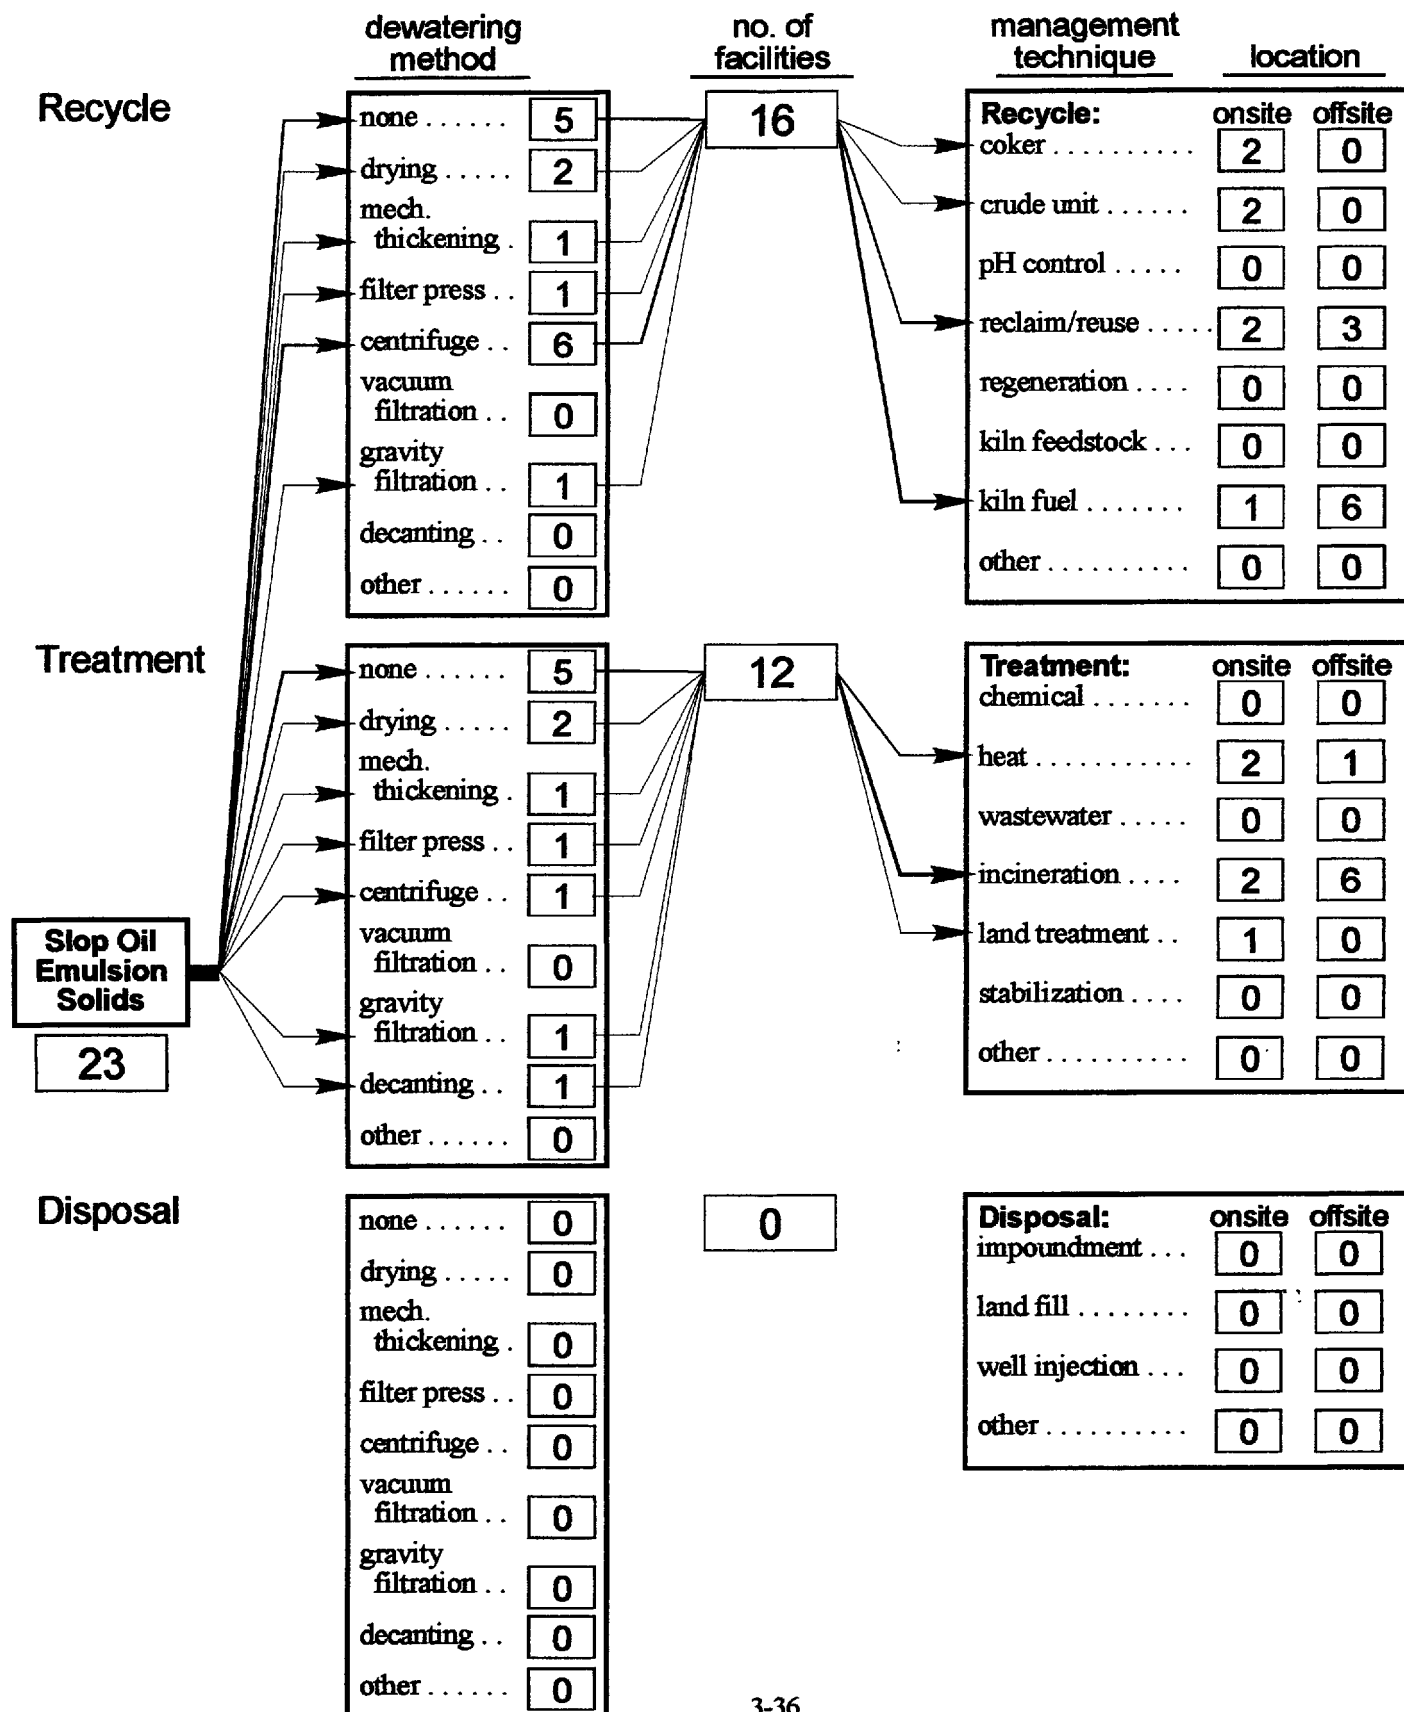 dewatering method
no. of facilities
management technique
location
Recycle
none ...... 5
drying ..... 2
mech.
thickening . 1
filter press .. 1
centrifuge .. 6
vacuum
filtration .. 0
gravity
filtration .. 1
decanting .. 0
other ...... 0
16
Recycle: onsite offsite
coker .......... 2 0
crude unit ...... 2 0
pH control ..... 0 0
reclaim/reuse ..... 2 3
regeneration .... 0 0
kiln feedstock ... 0 0
kiln fuel ....... 1 6
other .......... 0 0
Treatment
none ...... 5
drying ..... 2
mech.
thickening . 1
filter press .. 1
centrifuge .. 1
vacuum
filtration .. 0
gravity
filtration .. 1
decanting .. 1
other ...... 0
12
Treatment: onsite offsite
chemical ....... 0 0
heat ........... 2 1
wastewater ..... 0 0
incineration .... 2 6
land treatment .. 1 0
stabilization .... 0 0
other .......... 0 0
Slop Oil
Emulsion
Solids
23
Disposal
none ...... 0
drying ..... 0
mech.
thickening . 0
filter press .. 0
centrifuge .. 0
vacuum
filtration .. 0
gravity
filtration .. 0
decanting .. 0
other ...... 0
0
Disposal: onsite offsite
impoundment ... 0 0
land fill ........ 0 0
well injection ... 0 0
other .......... 0 0
3-36